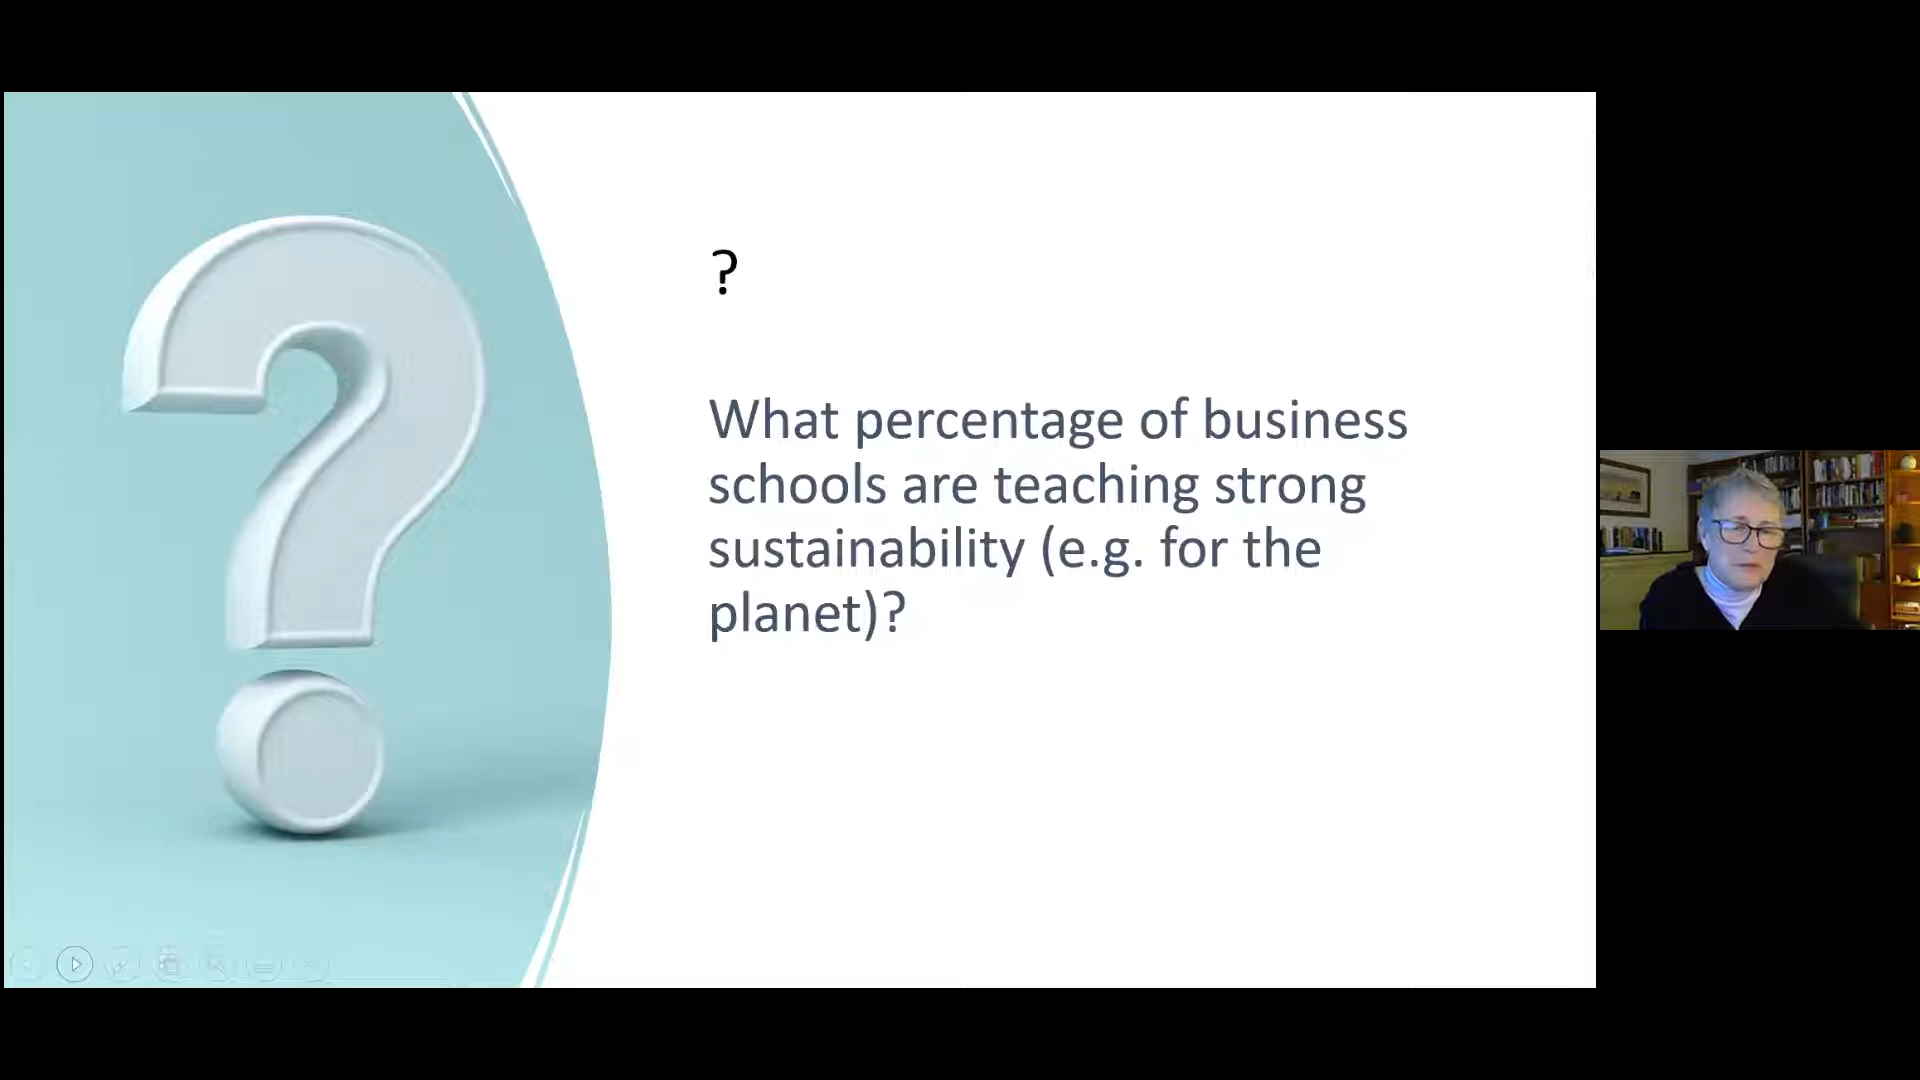 ?
What percentage of business
schools are teaching strong
sustainability (e.g. for the
planet)?